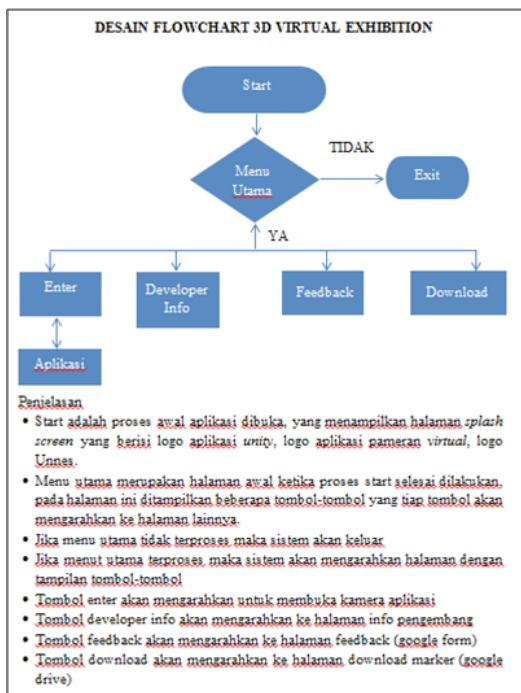 DESAIN FLOWCHART 3D VIRTUAL EXHIBITION
Start
TIDAK
Menu
Utama
Exit
YA
Enter
Developer
Info
Feedback
Download
Aplikasi
Penjelasan
• Start adalah proses awal aplikasi dibuka, yang menampilkan halaman splash
screen yang berisi logo aplikasi unity, logo aplikasi pameran virtual, logo
Unnes.
• Menu utama merupakan halaman awal ketika proses start selesai dilakukan,
pada halaman ini ditampilkan beberapa tombol-tombol yang tiap tombol akan
mengarahkan ke halaman lainnya.
• Jika menu utama tidak terproses maka sistem akan keluar
• Jika menut utama terproses maka sistem akan mengarahkan halaman dengan
tampilan tombol-tombol
• Tombol enter akan mengarahkan untuk membuka kamera aplikasi
• Tombol developer info akan mengarahkan ke halaman info pengembang
• Tombol feedback akan mengarahkan ke halaman feedback (google form)
• Tombol download akan mengarahkan ke halaman download marker (google
drive)